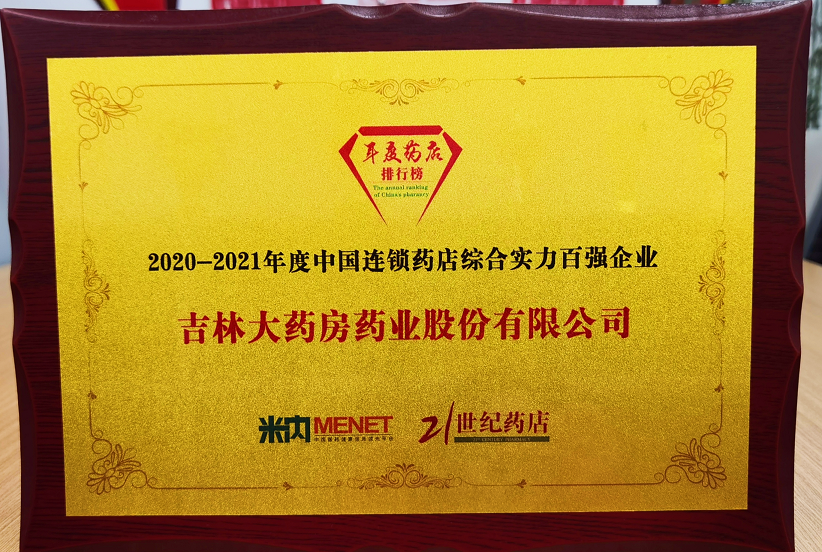 年度药店
排行榜
The annual ranking
of China's pharancy
2020–2021年度中国连锁药店综合实力百强企业
吉林大药房药业股份有限公司
米内MENET
21世纪药店
21ST CENTURY PHARMACY